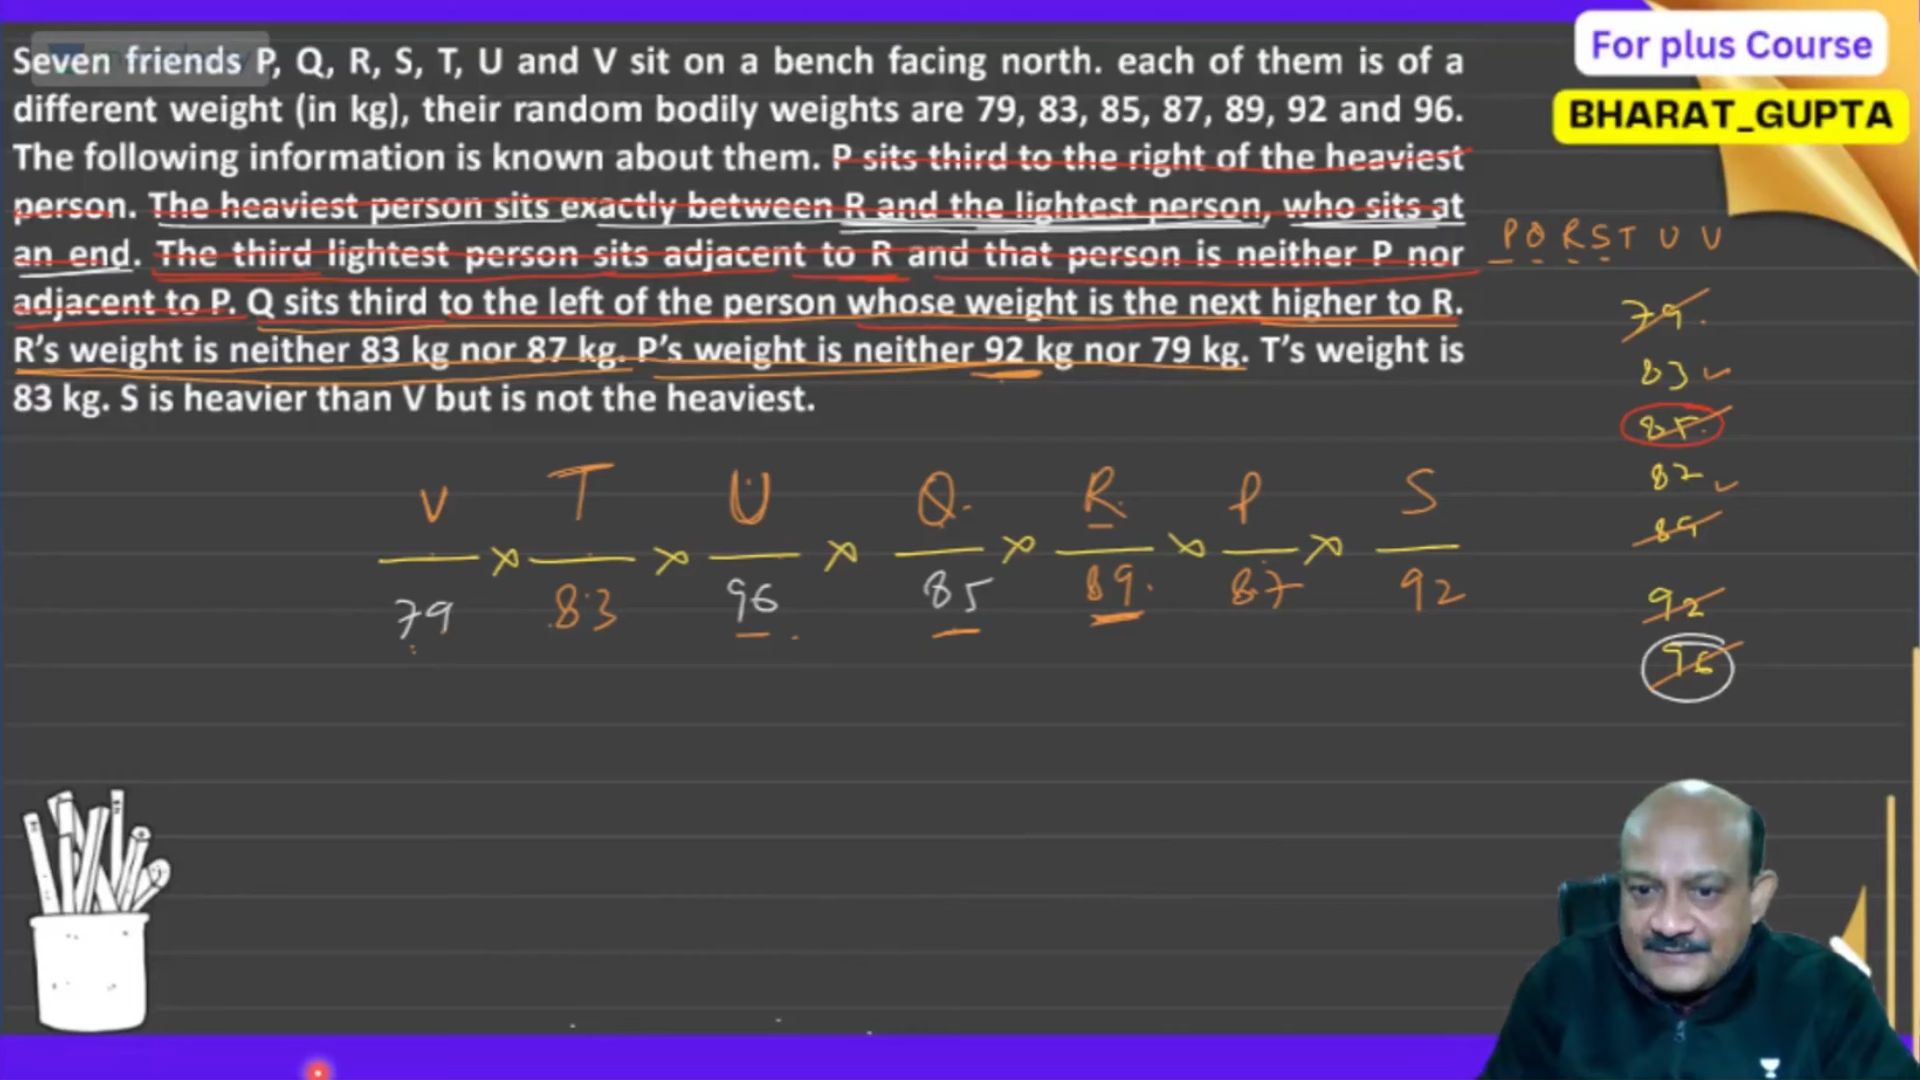 Seven friends P, Q, R, S, T, U and V sit on a bench facing north. each of them is of a
different weight (in kg), their random bodily weights are 79, 83, 85, 87, 89, 92 and 96.
The following information is known about them. P sits third to the right of the heaviest
person. The heaviest person sits exactly between R and the lightest person, who sits at
an end. The third lightest person sits adjacent to R and that person is neither P nor
adjacent to P. Q sits third to the left of the person whose weight is the next higher to R.
R's weight is neither 83 kg nor 87 kg. P's weight is neither 92 kg nor 79 kg. T's weight is
83 kg. S is heavier than V but is not the heaviest.
For plus Course
BHARAT_GUPTA
P Q R S T U V
79
83
85
87
89
92
96
V T U Q R P S
79 83 96 85 89 87 92